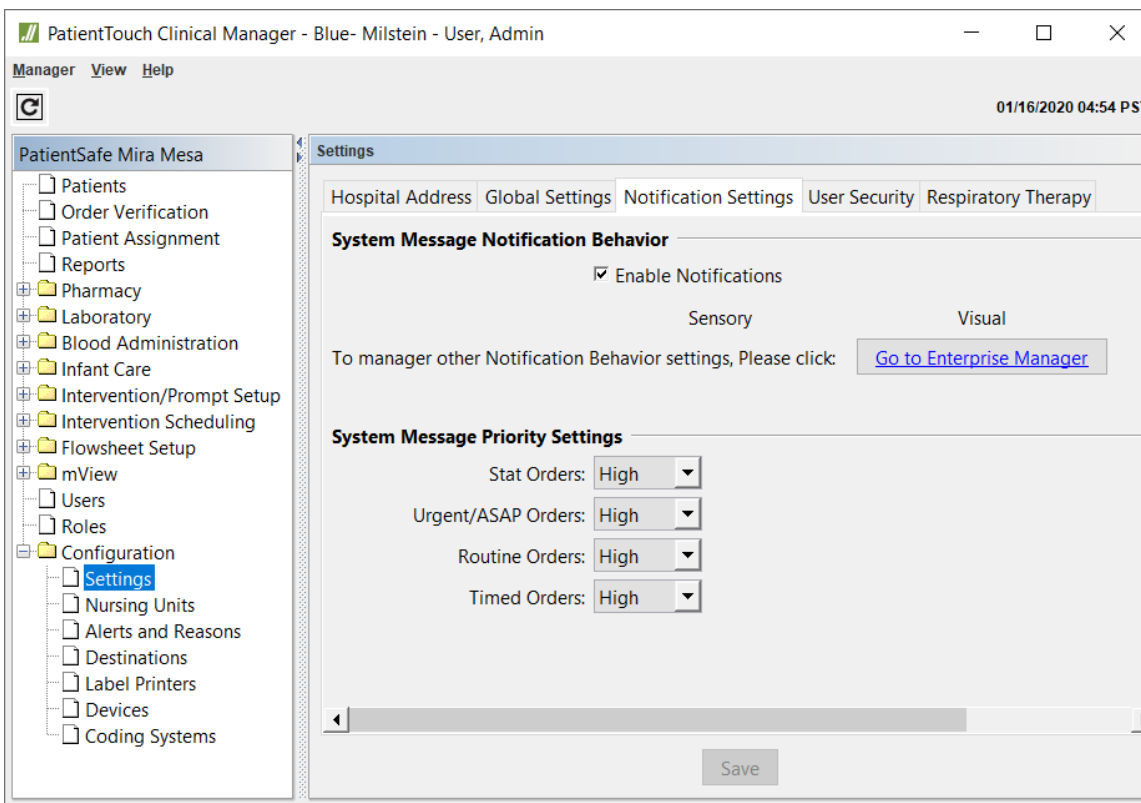 PatientTouch Clinical Manager - Blue- Milstein - User, Admin
Manager View Help
01/16/2020 04:54 PST
PatientSafe Mira Mesa
Patients
Order Verification
Patient Assignment
Reports
Pharmacy
Laboratory
Blood Administration
Infant Care
Intervention/Prompt Setup
Intervention Scheduling
Flowsheet Setup
mView
Users
Roles
Configuration
Settings
Nursing Units
Alerts and Reasons
Destinations
Label Printers
Devices
Coding Systems
Settings
Hospital Address Global Settings Notification Settings User Security Respiratory Therapy
System Message Notification Behavior
Enable Notifications
Sensory Visual
To manager other Notification Behavior settings, Please click: Go to Enterprise Manager
System Message Priority Settings
Stat Orders: High
Urgent/ASAP Orders: High
Routine Orders: High
Timed Orders: High
Save